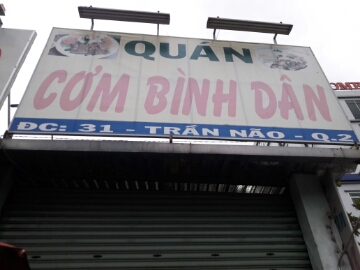 QUÁN
CƠM BÌNH DÂN
ĐC: 31 - TRẦN NÃO - Q.2